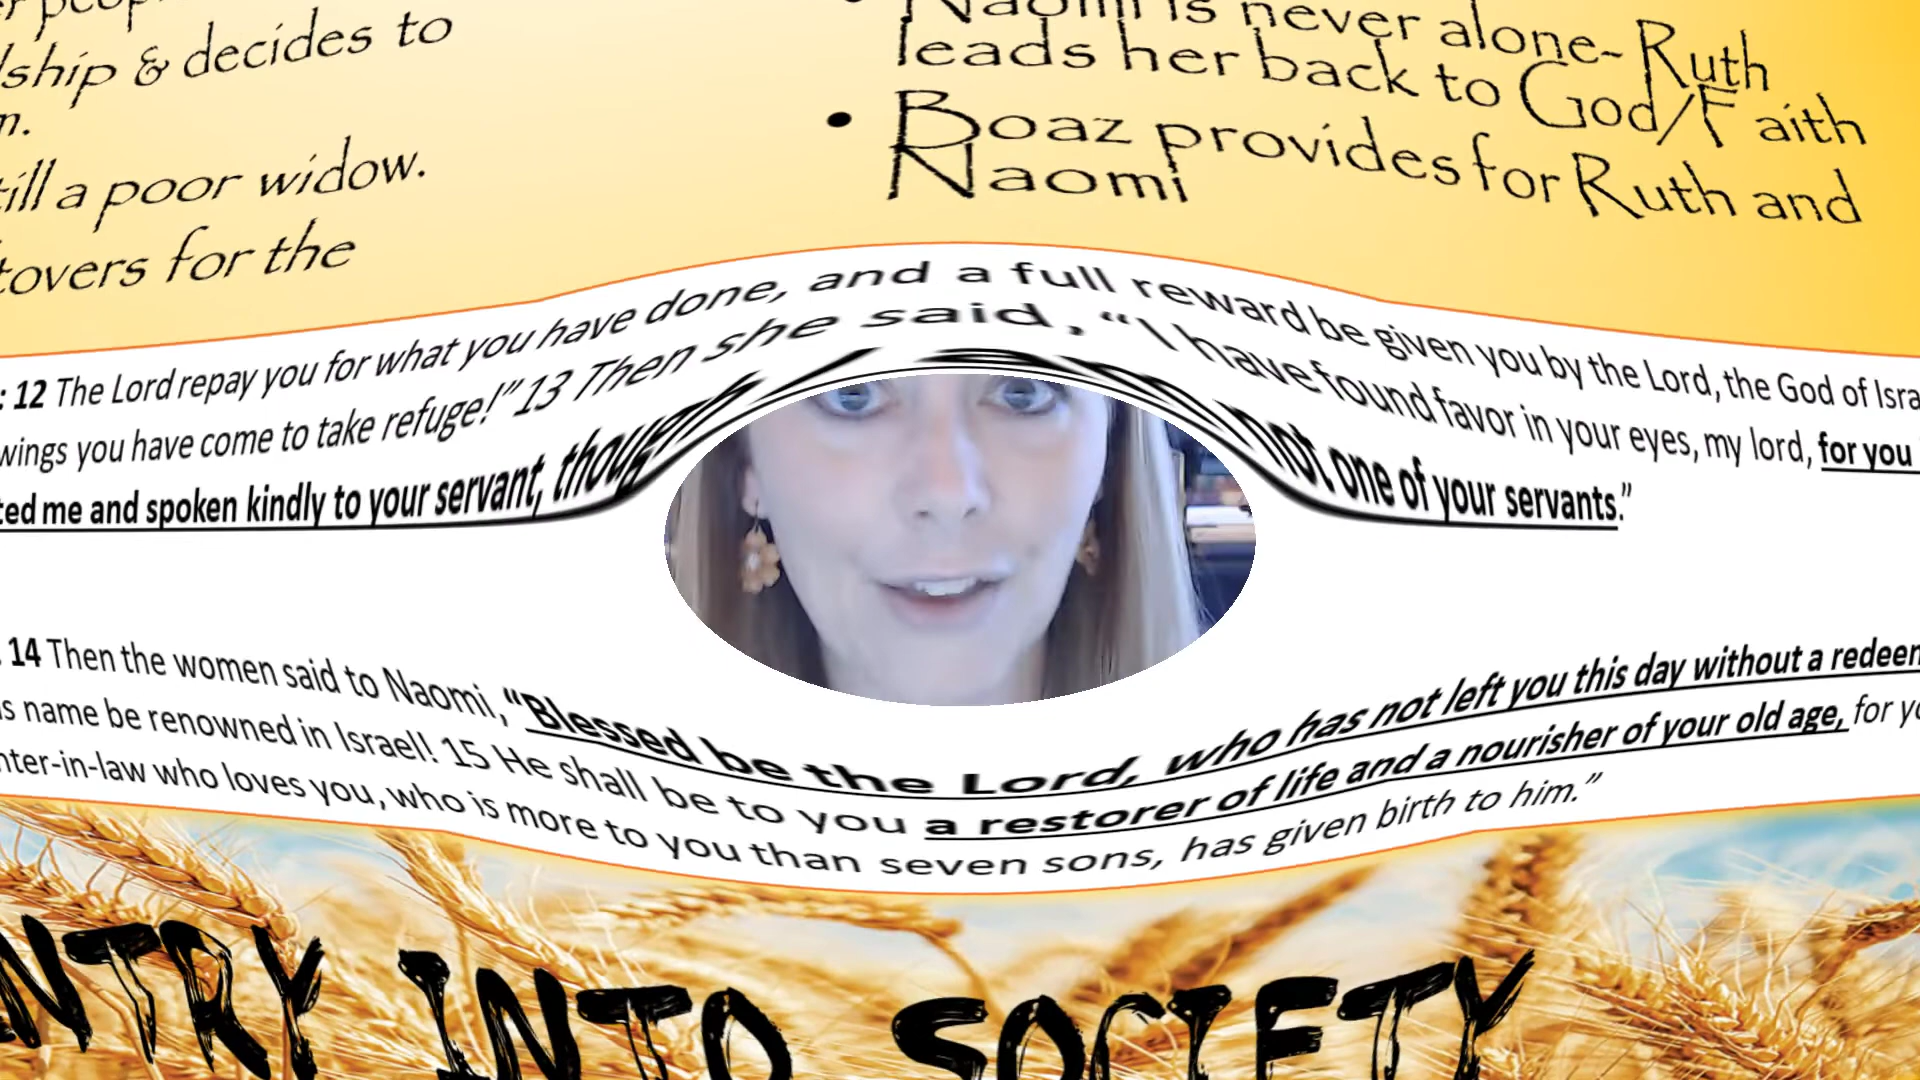 ship & decides to
till a poor widow.
tovers for the
Naomi is never alone- Ruth
leads her back to God/Faith
• Boaz provides for Ruth and
Naomi
: 12 The Lord repay you for what you have done, and a full reward be given you by the Lord, the God of Isra
wings you have come to take refuge!” 13 Then she said, “I have found favor in your eyes, my lord, for you
ted me and spoken kindly to your servant, though not one of your servants.”
. 14 Then the women said to Naomi, “Blessed be the Lord, who has not left you this day without a redeem
s name be renowned in Israel! 15 He shall be to you a restorer of life and a nourisher of your old age, for yo
hter-in-law who loves you, who is more to you than seven sons, has given birth to him.”
NTRY INTO SOCIETY